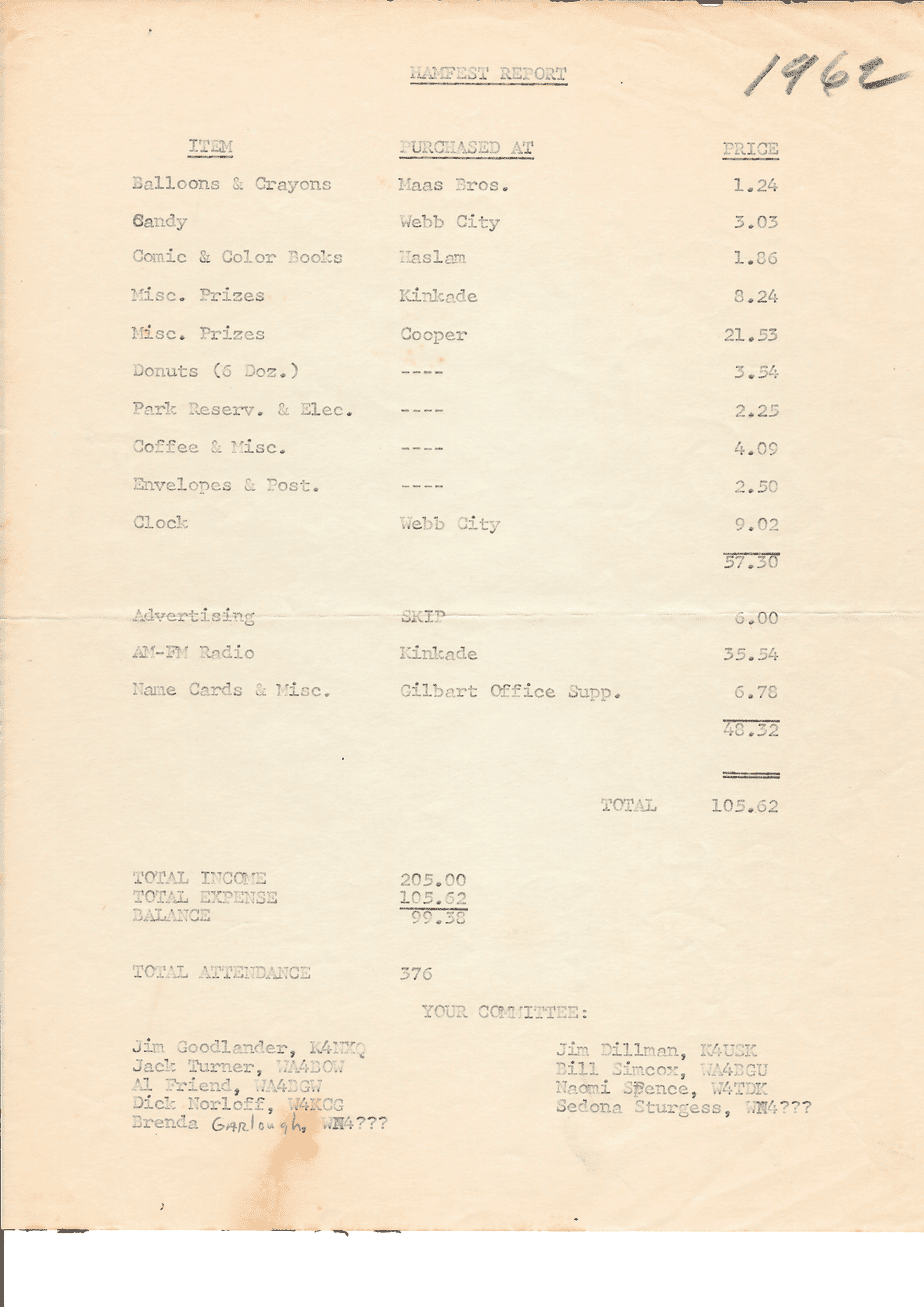 HAMFEST REPORT 1962
ITEM PURCHASED AT PRICE
Balloons & Crayons Maas Bros. 1.24
Candy Webb City 3.03
Comic & Color Books Haslam 1.86
Misc. Prizes Kinkade 8.24
Misc. Prizes Cooper 21.53
Donuts (6 Doz.) ---- 3.54
Park Reserv. & Elec. ---- 2.25
Coffee & Misc. ---- 4.09
Envelopes & Post. ---- 2.50
Clock Webb City 9.02
57.30
Advertising SKIP 6.00
AM-FM Radio Kinkade 35.54
Name Cards & Misc. Gilbart Office Supp. 6.78
48.32
TOTAL 105.62
TOTAL INCOME 205.00
TOTAL EXPENSE 105.62
BALANCE 99.38
TOTAL ATTENDANCE 376
YOUR COMMITTEE:
Jim Goodlander, K4NXQ Jim Dillman, K4USK
Jack Turner, WA4BOW Bill Simcox, WA4BGU
Al Friend, WA4BGW Naomi Spence, W4TDK
Dick Norloff, W4KCG Sedona Sturgess, WN4???
Brenda GARlough, WN4???